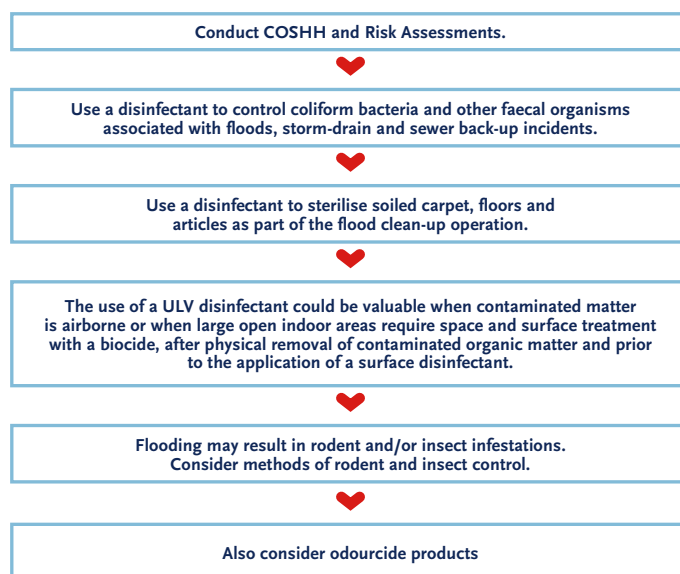 Conduct COSHH and Risk Assessments.
Use a disinfectant to control coliform bacteria and other faecal organisms
associated with floods, storm-drain and sewer back-up incidents.
Use a disinfectant to sterilise soiled carpet, floors and
articles as part of the flood clean-up operation.
The use of a ULV disinfectant could be valuable when contaminated matter
is airborne or when large open indoor areas require space and surface treatment
with a biocide, after physical removal of contaminated organic matter and prior
to the application of a surface disinfectant.
Flooding may result in rodent and/or insect infestations.
Consider methods of rodent and insect control.
Also consider odourcide products